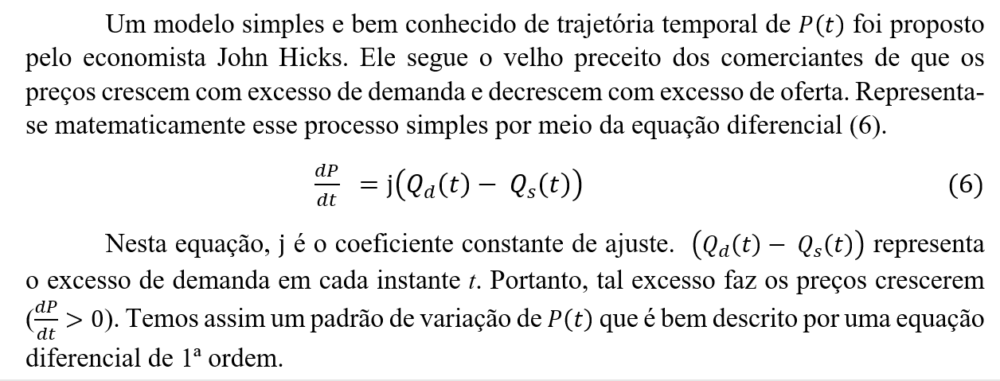 Um modelo simples e bem conhecido de trajetória temporal de P(t) foi proposto
pelo economista John Hicks. Ele segue o velho preceito dos comerciantes de que os
preços crescem com excesso de demanda e decrescem com excesso de oferta. Representa-
se matematicamente esse processo simples por meio da equação diferencial (6).
dP/dt = j(Q_d(t) − Q_s(t)) (6)
Nesta equação, j é o coeficiente constante de ajuste. (Q_d(t) − Q_s(t)) representa
o excesso de demanda em cada instante t. Portanto, tal excesso faz os preços crescerem
(dP/dt > 0). Temos assim um padrão de variação de P(t) que é bem descrito por uma equação
diferencial de 1ª ordem.